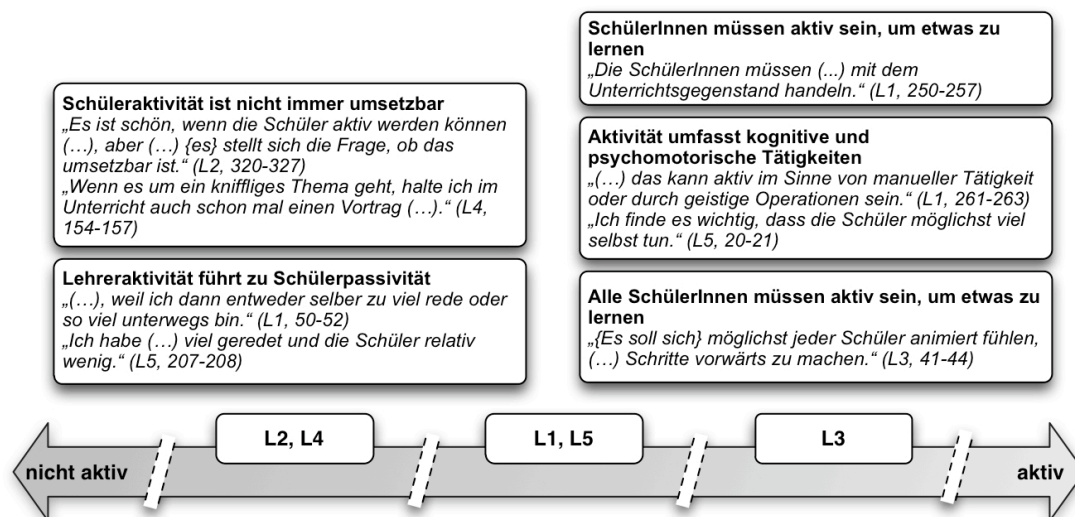 Schüleraktivität ist nicht immer umsetzbar
„Es ist schön, wenn die Schüler aktiv werden können
(…), aber (…) {es} stellt sich die Frage, ob das
umsetzbar ist.“ (L2, 320-327)
„Wenn es um ein kniffliges Thema geht, halte ich im
Unterricht auch schon mal einen Vortrag (…).“ (L4,
154-157)
Lehreraktivität führt zu Schülerpassivität
„(…), weil ich dann entweder selber zu viel rede oder
so viel unterwegs bin.“ (L1, 50-52)
„Ich habe (…) viel geredet und die Schüler relativ
wenig.“ (L5, 207-208)
SchülerInnen müssen aktiv sein, um etwas zu
lernen
„Die SchülerInnen müssen (...) mit dem
Unterrichtsgegenstand handeln.“ (L1, 250-257)
Aktivität umfasst kognitive und
psychomotorische Tätigkeiten
„(…) das kann aktiv im Sinne von manueller Tätigkeit
oder durch geistige Operationen sein.“ (L1, 261-263)
„Ich finde es wichtig, dass die Schüler möglichst viel
selbst tun.“ (L5, 20-21)
Alle SchülerInnen müssen aktiv sein, um etwas zu
lernen
„{Es soll sich} möglichst jeder Schüler animiert fühlen,
(…) Schritte vorwärts zu machen.“ (L3, 41-44)
L2, L4
L1, L5
L3
nicht aktiv
aktiv